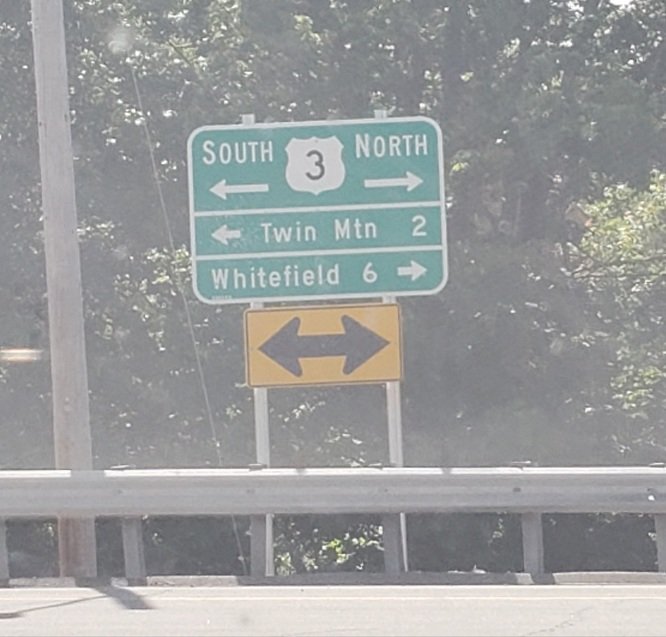 SOUTH 3 NORTH
Twin Mtn 2
Whitefield 6